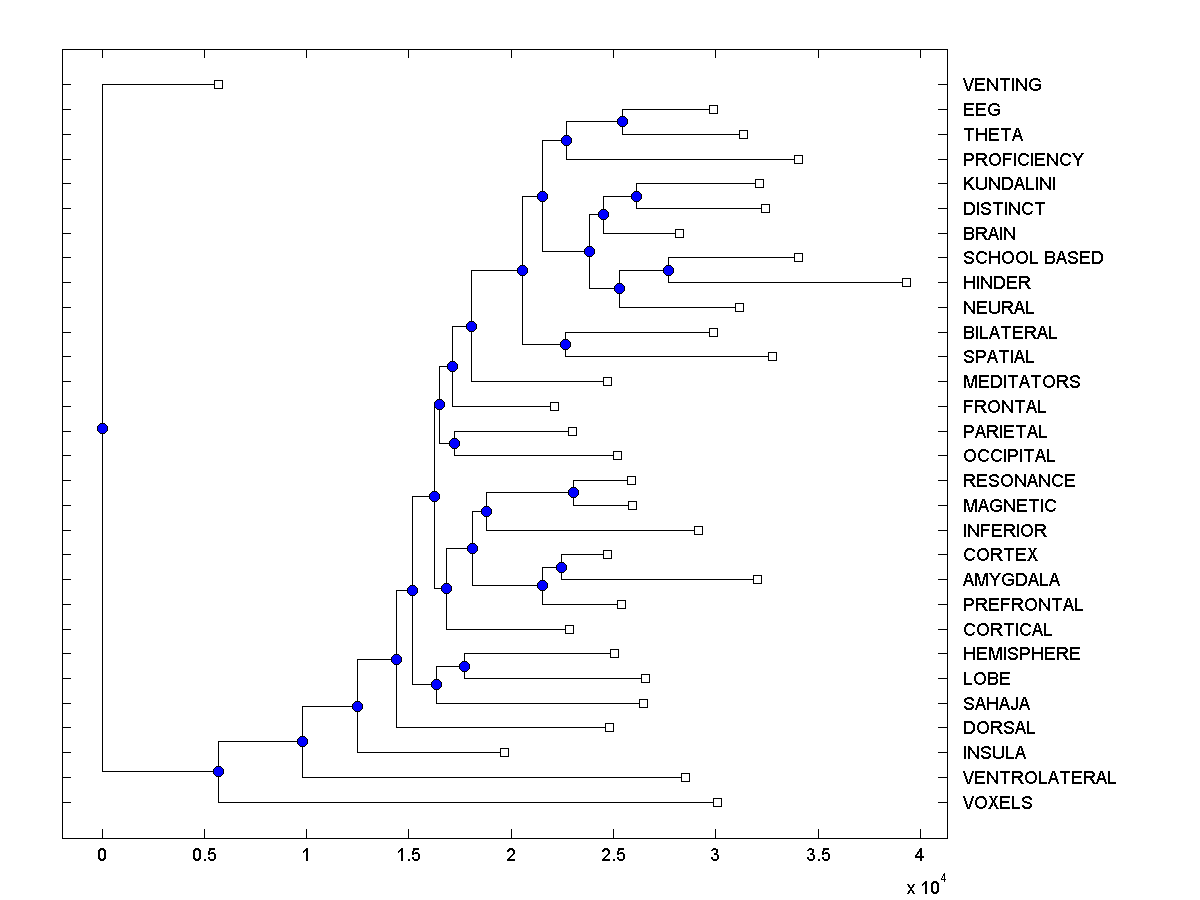 VENTING
EEG
THETA
PROFICIENCY
KUNDALINI
DISTINCT
BRAIN
SCHOOL BASED
HINDER
NEURAL
BILATERAL
SPATIAL
MEDITATORS
FRONTAL
PARIETAL
OCCIPITAL
RESONANCE
MAGNETIC
INFERIOR
CORTEX
AMYGDALA
PREFRONTAL
CORTICAL
HEMISPHERE
LOBE
SAHAJA
DORSAL
INSULA
VENTROLATERAL
VOXELS
0 0.5 1 1.5 2 2.5 3 3.5 4
x 10^4